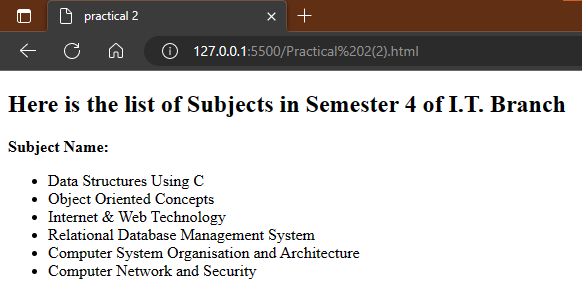 practical 2
127.0.0.1:5500/Practical%202(2).html
Here is the list of Subjects in Semester 4 of I.T. Branch
Subject Name:
Data Structures Using C
Object Oriented Concepts
Internet & Web Technology
Relational Database Management System
Computer System Organisation and Architecture
Computer Network and Security